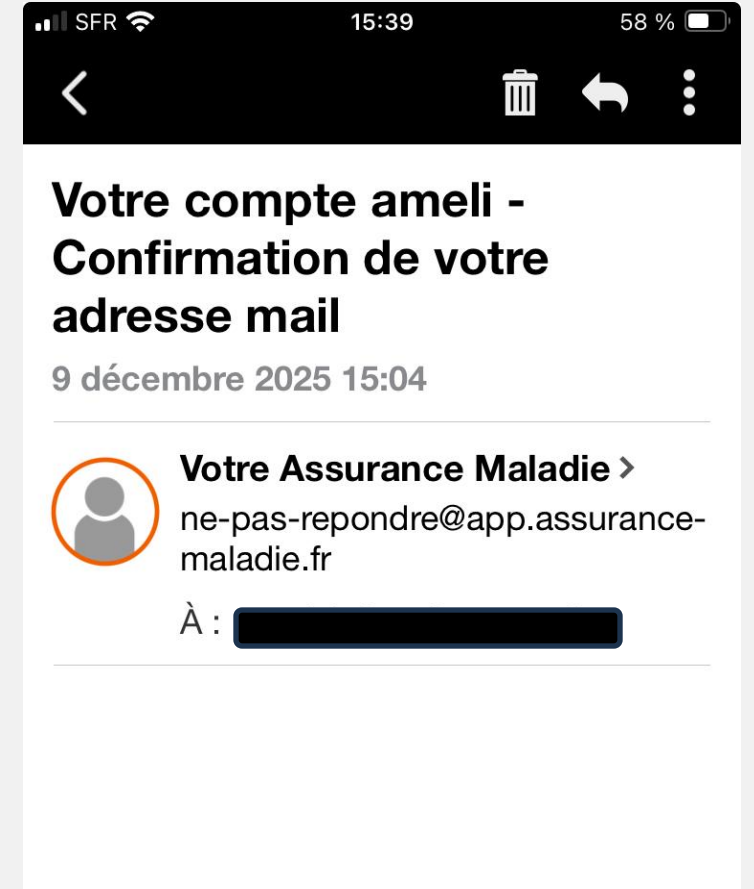 SFR 15:39 58 %
Votre compte ameli -
Confirmation de votre
adresse mail
9 décembre 2025 15:04
Votre Assurance Maladie >
ne-pas-repondre@app.assurance-
maladie.fr
À :